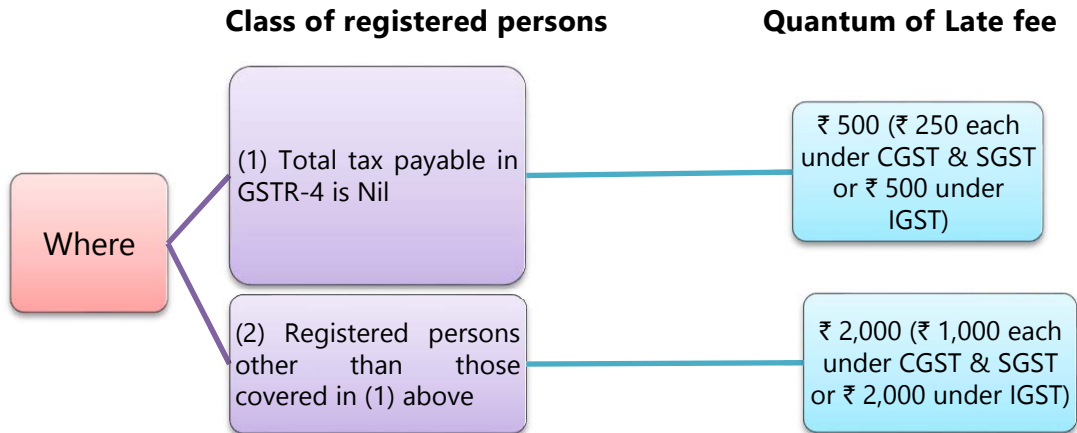 Class of registered persons
Quantum of Late fee
Where
(1) Total tax payable in
GSTR-4 is Nil
₹ 500 (₹ 250 each
under CGST & SGST
or ₹ 500 under
IGST)
(2) Registered persons
other than those
covered in (1) above
₹ 2,000 (₹ 1,000 each
under CGST & SGST
or ₹ 2,000 under IGST)